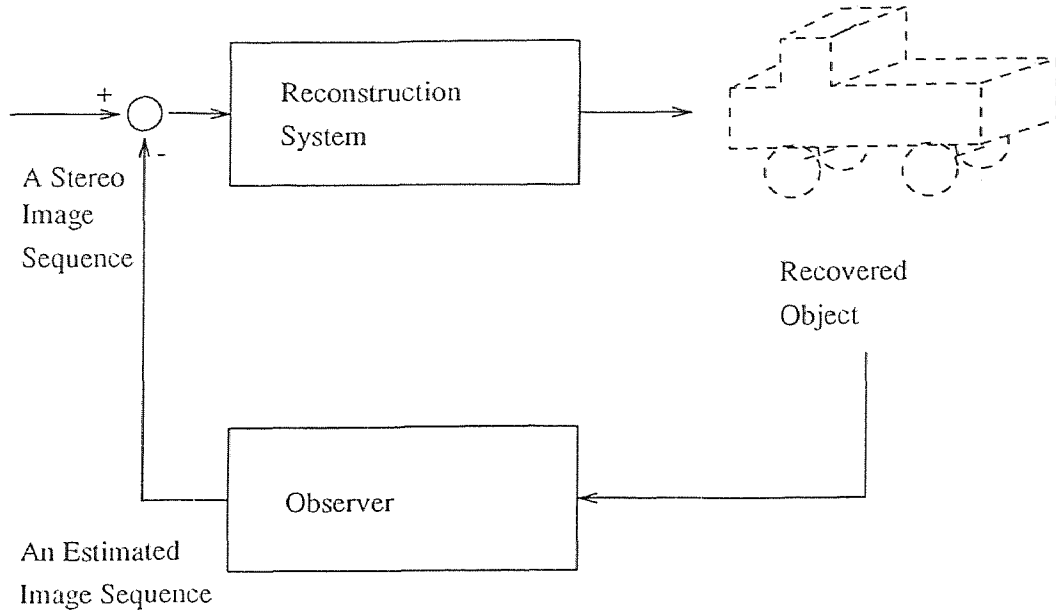 Reconstruction
System
+
-
A Stereo
Image
Sequence
Recovered
Object
Observer
An Estimated
Image Sequence